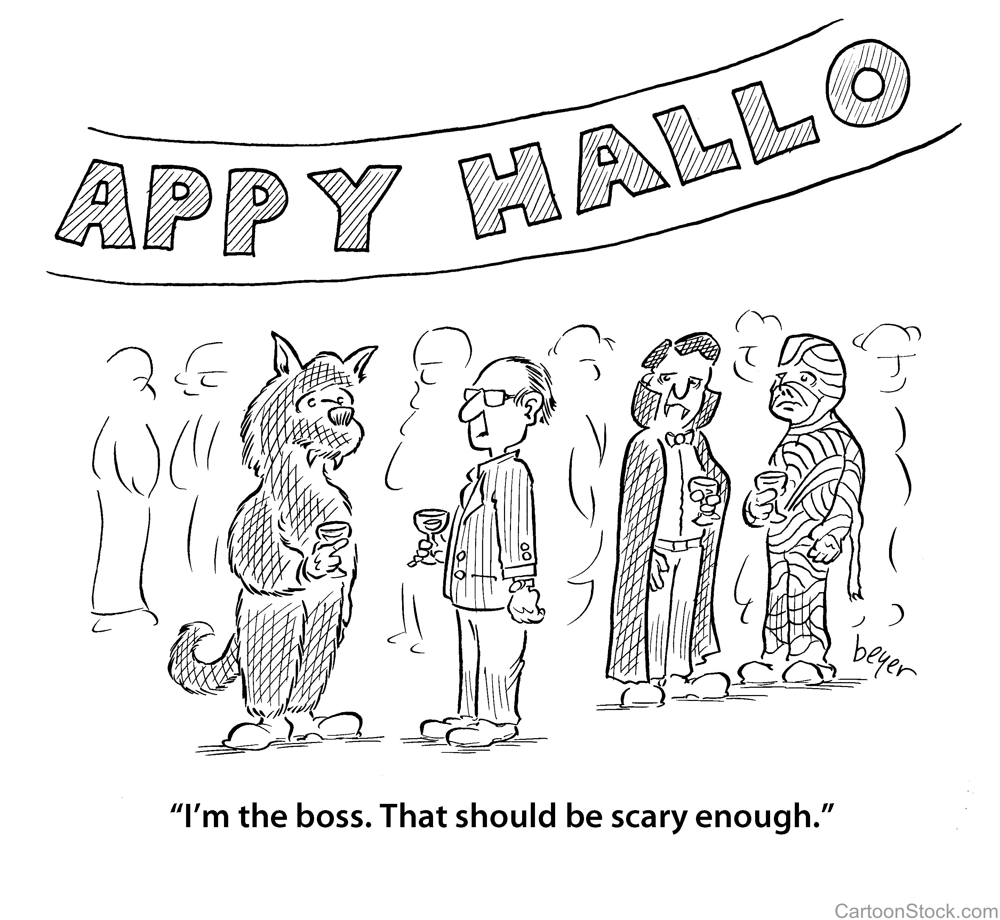 APPY HALLO
beyer
“I’m the boss. That should be scary enough.”
CartoonStock.com